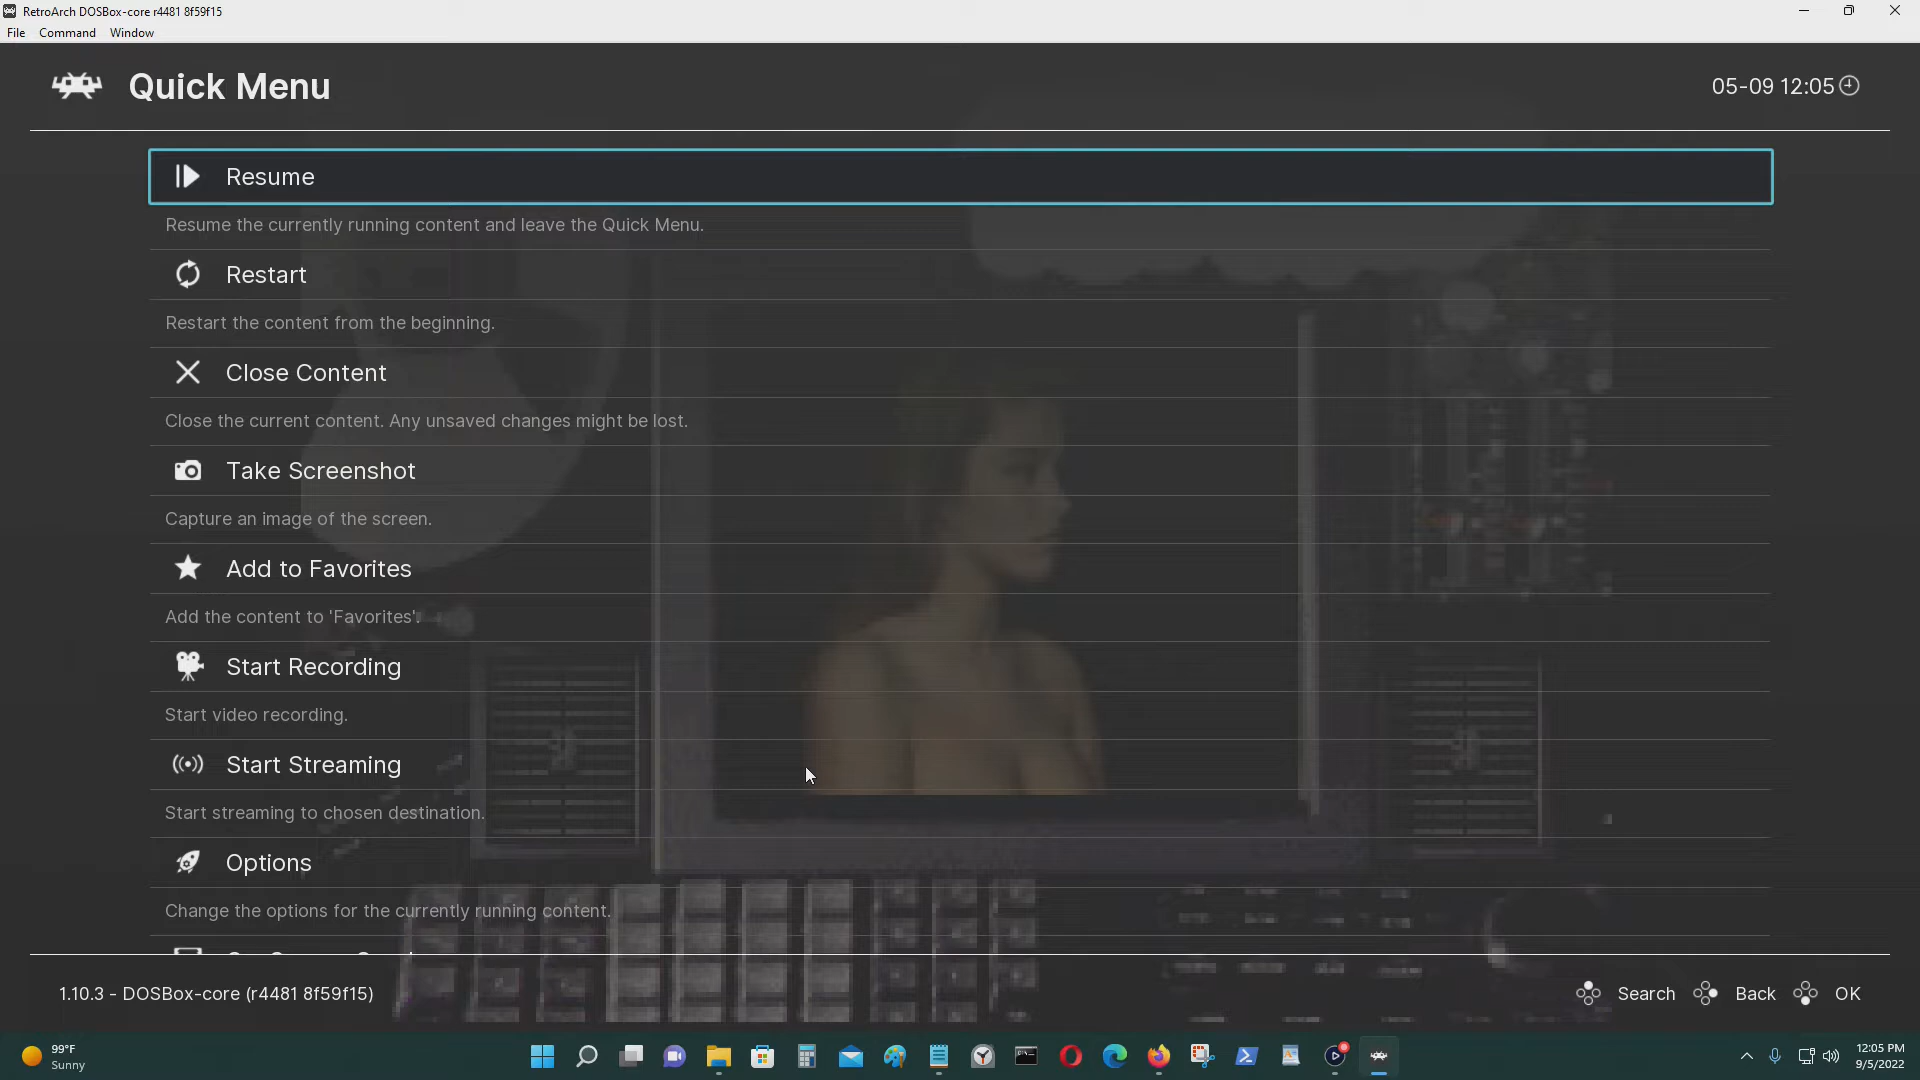 RetroArch DOSBox-core r4481 8f59f15
File Command Window
Quick Menu
05-09 12:05
Resume
Resume the currently running content and leave the Quick Menu.
Restart
Restart the content from the beginning.
Close Content
Close the current content. Any unsaved changes might be lost.
Take Screenshot
Capture an image of the screen.
Add to Favorites
Add the content to 'Favorites'.
Start Recording
Start video recording.
Start Streaming
Start streaming to chosen destination.
Options
Change the options for the currently running content.
1.10.3 - DOSBox-core (r4481 8f59f15)
Search Back OK
99°F
Sunny
12:05 PM
9/5/2022